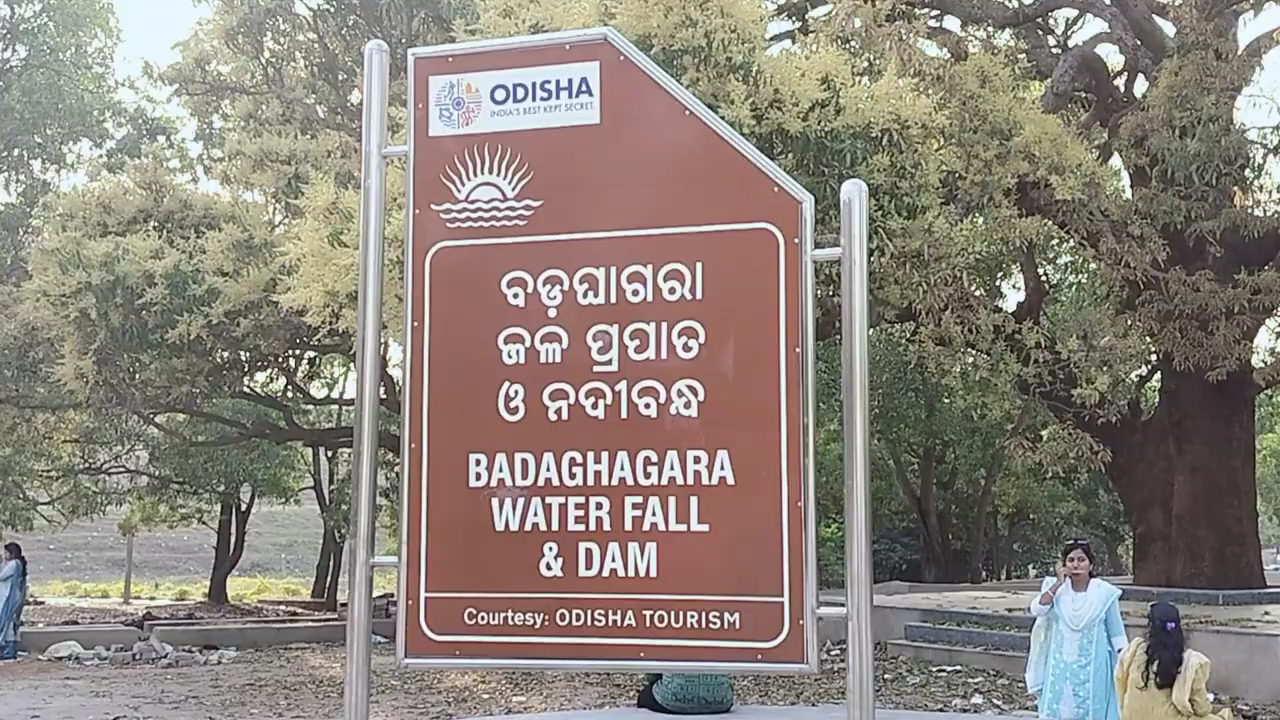 ODISHA
INDIA'S BEST KEPT SECRET
ବଡ଼ଘାଗରା
ଜଳ ପ୍ରପାତ
ଓ ନଦୀବନ୍ଧ
BADAGHAGARA
WATER FALL
& DAM
Courtesy: ODISHA TOURISM